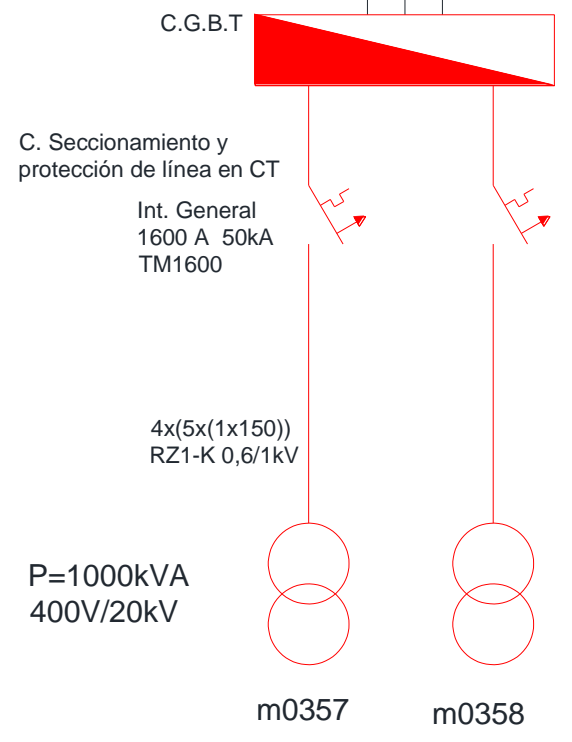 C.G.B.T
C. Seccionamiento y
protección de línea en CT
Int. General
1600 A 50kA
TM1600
4x(5x(1x150))
RZ1-K 0,6/1kV
P=1000kVA
400V/20kV
m0357
m0358